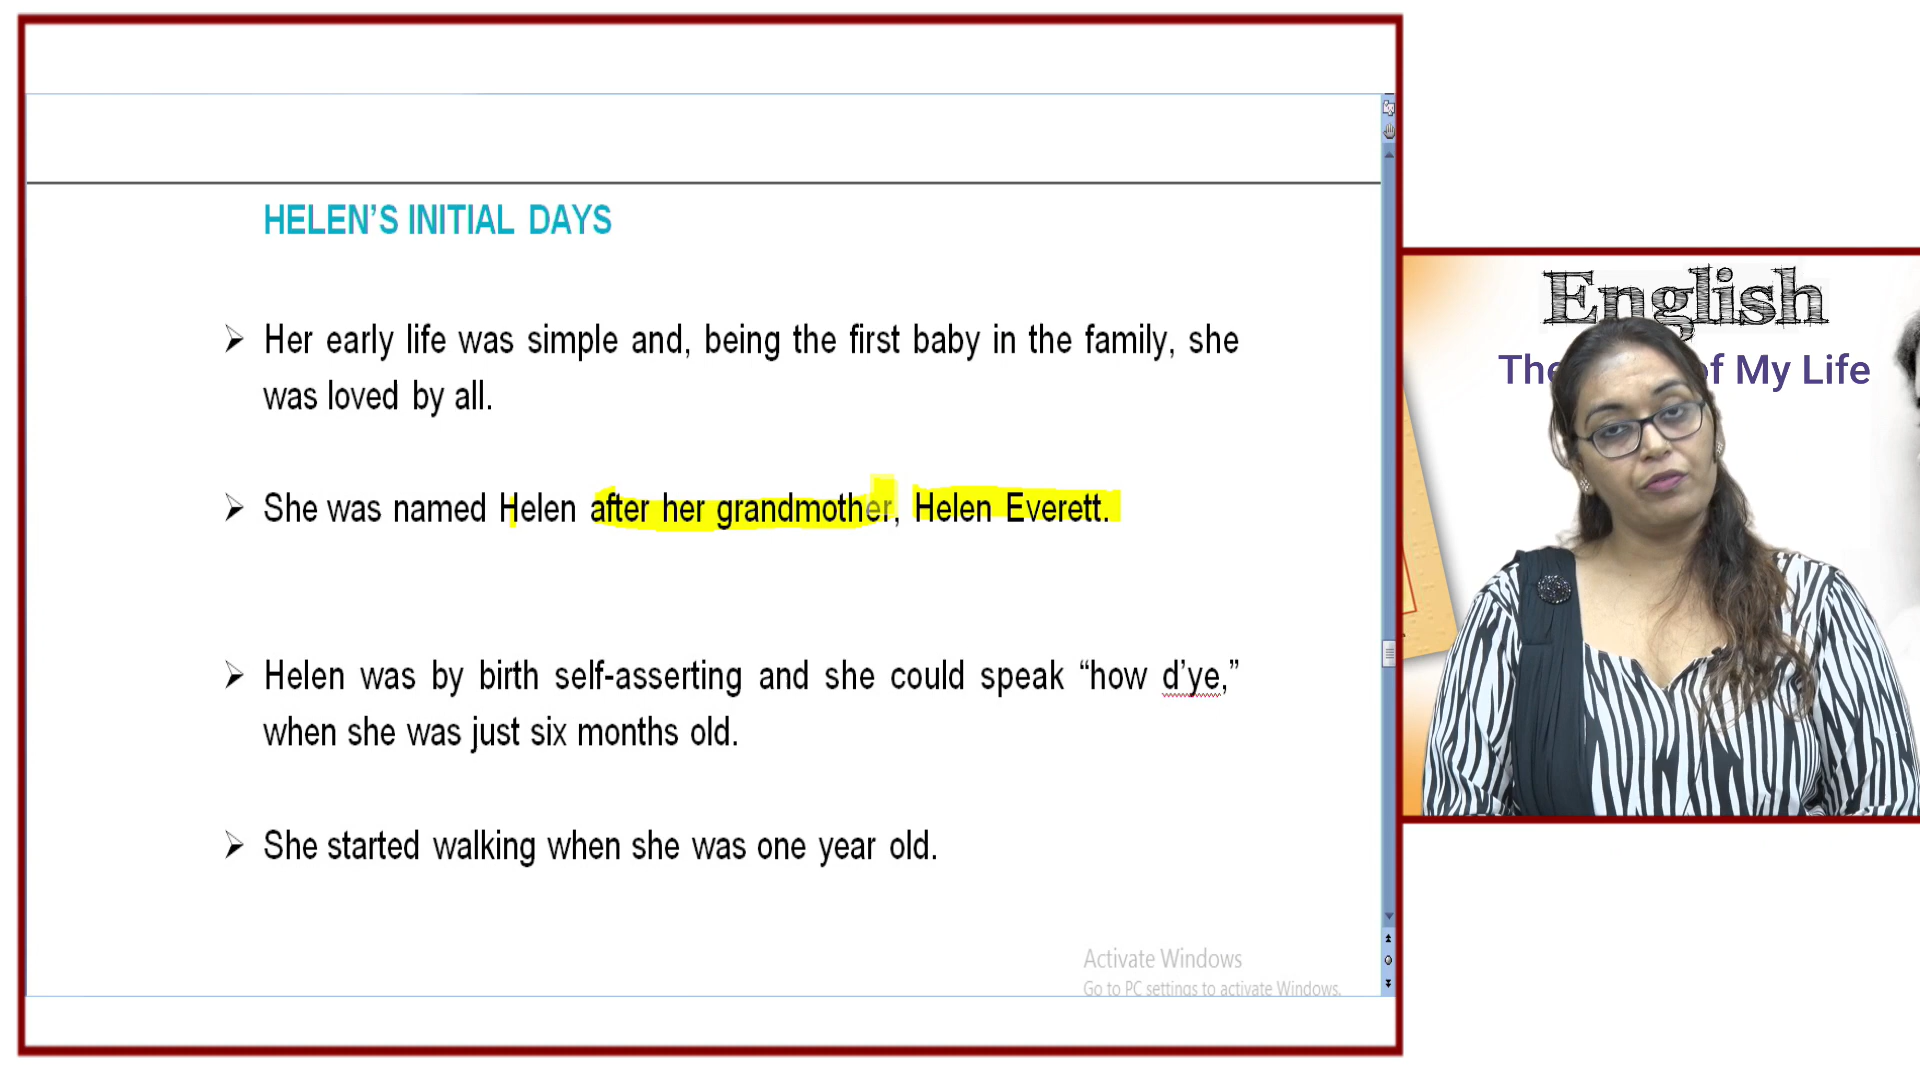 HELEN’S INITIAL DAYS
➢ Her early life was simple and, being the first baby in the family, she
was loved by all.
➢ She was named Helen after her grandmother, Helen Everett.
➢ Helen was by birth self-asserting and she could speak “how d’ye,”
when she was just six months old.
➢ She started walking when she was one year old.
Activate Windows
Go to PC settings to activate Windows.
English
The of My Life